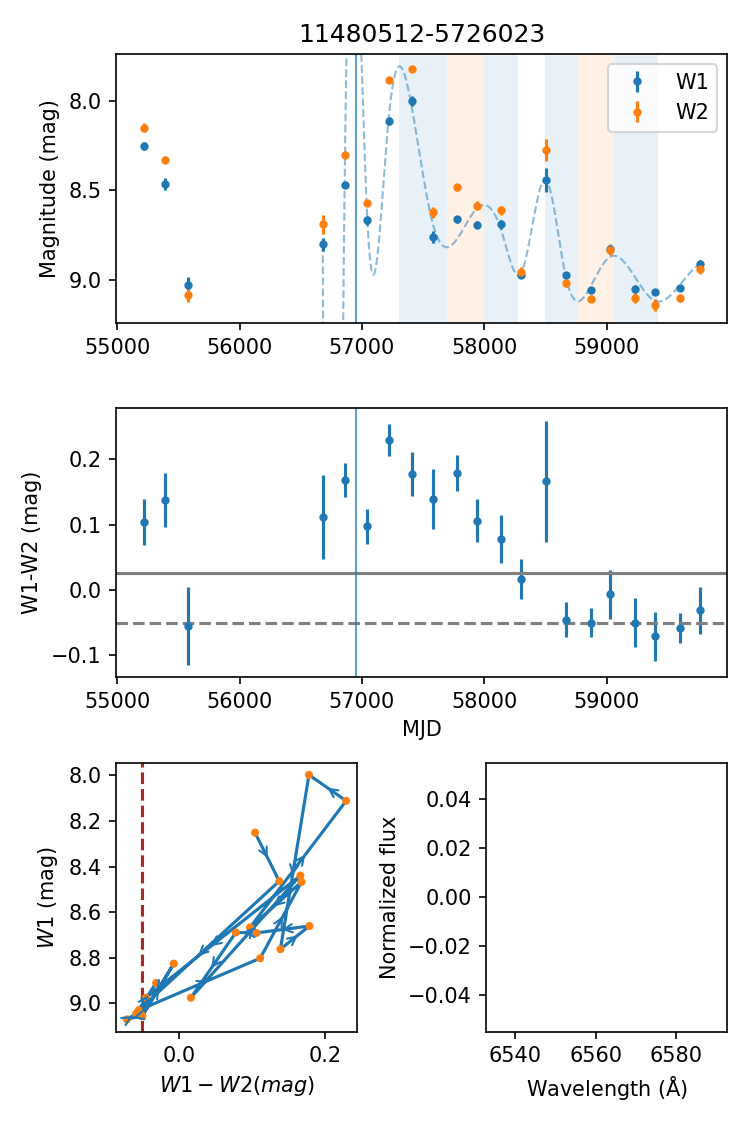 11480512-5726023
Magnitude (mag)
8.0
8.5
9.0
W1
W2
55000 56000 57000 58000 59000
W1-W2 (mag)
0.2
0.1
0.0
−0.1
55000 56000 57000 58000 59000
MJD
W1 (mag)
8.0
8.2
8.4
8.6
8.8
9.0
0.0 0.2
W1 − W2(mag)
Normalized flux
0.04
0.02
0.00
−0.02
−0.04
6540 6560 6580
Wavelength (Å)